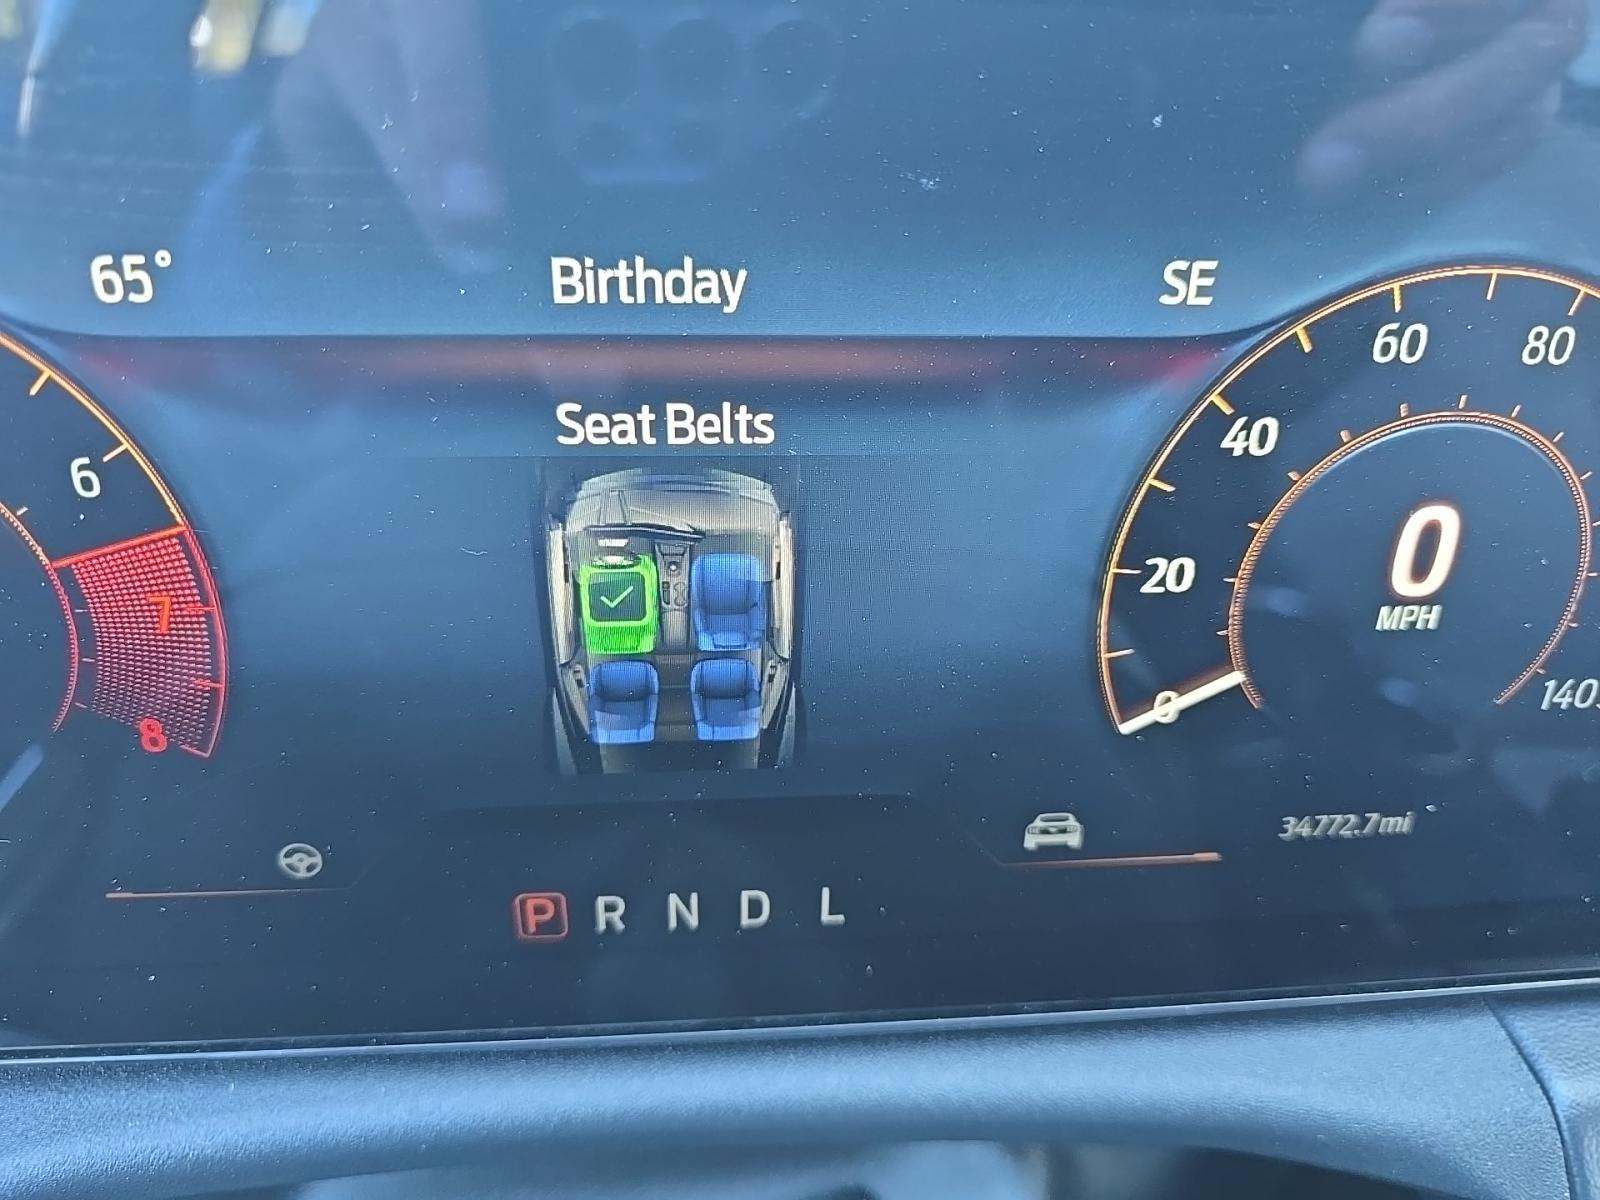 65° Birthday SE
Seat Belts
60 80
6 40
20 0
MPH
7
8 0 140
34772.7mi
P R N D L